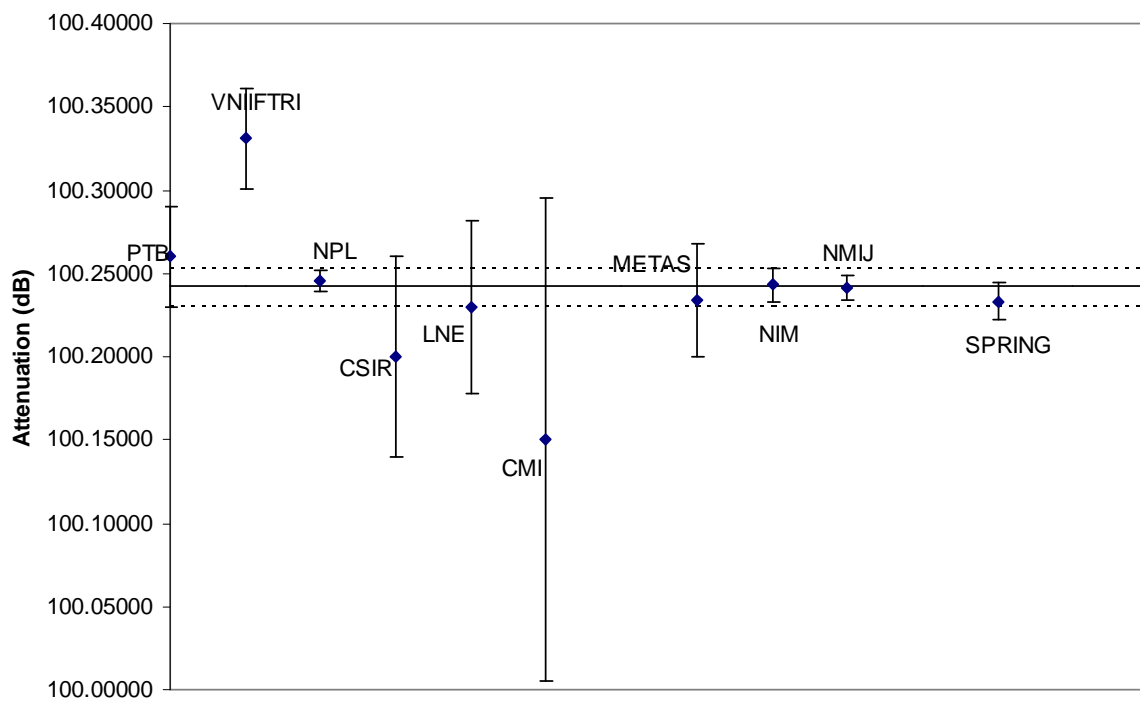 100.40000
100.35000
100.30000
100.25000
100.20000
100.15000
100.10000
100.05000
100.00000
Attenuation (dB)
PTB
VNIIFTRI
NPL
CSIR
LNE
CMI
METAS
NIM
NMIJ
SPRING